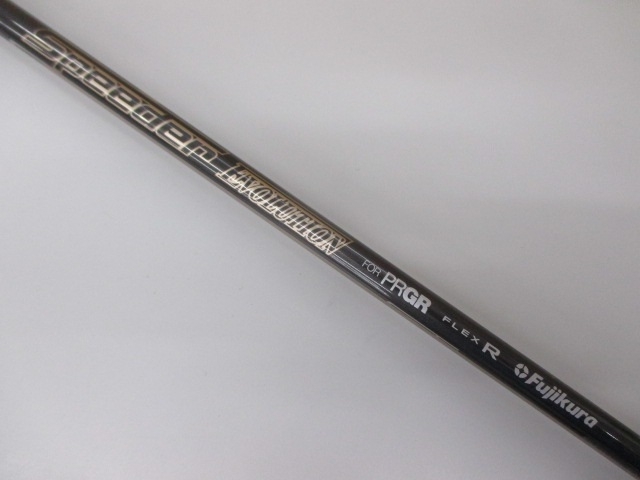 Speeder EVOLUTION FOR PRGR FLEX R Fujikura